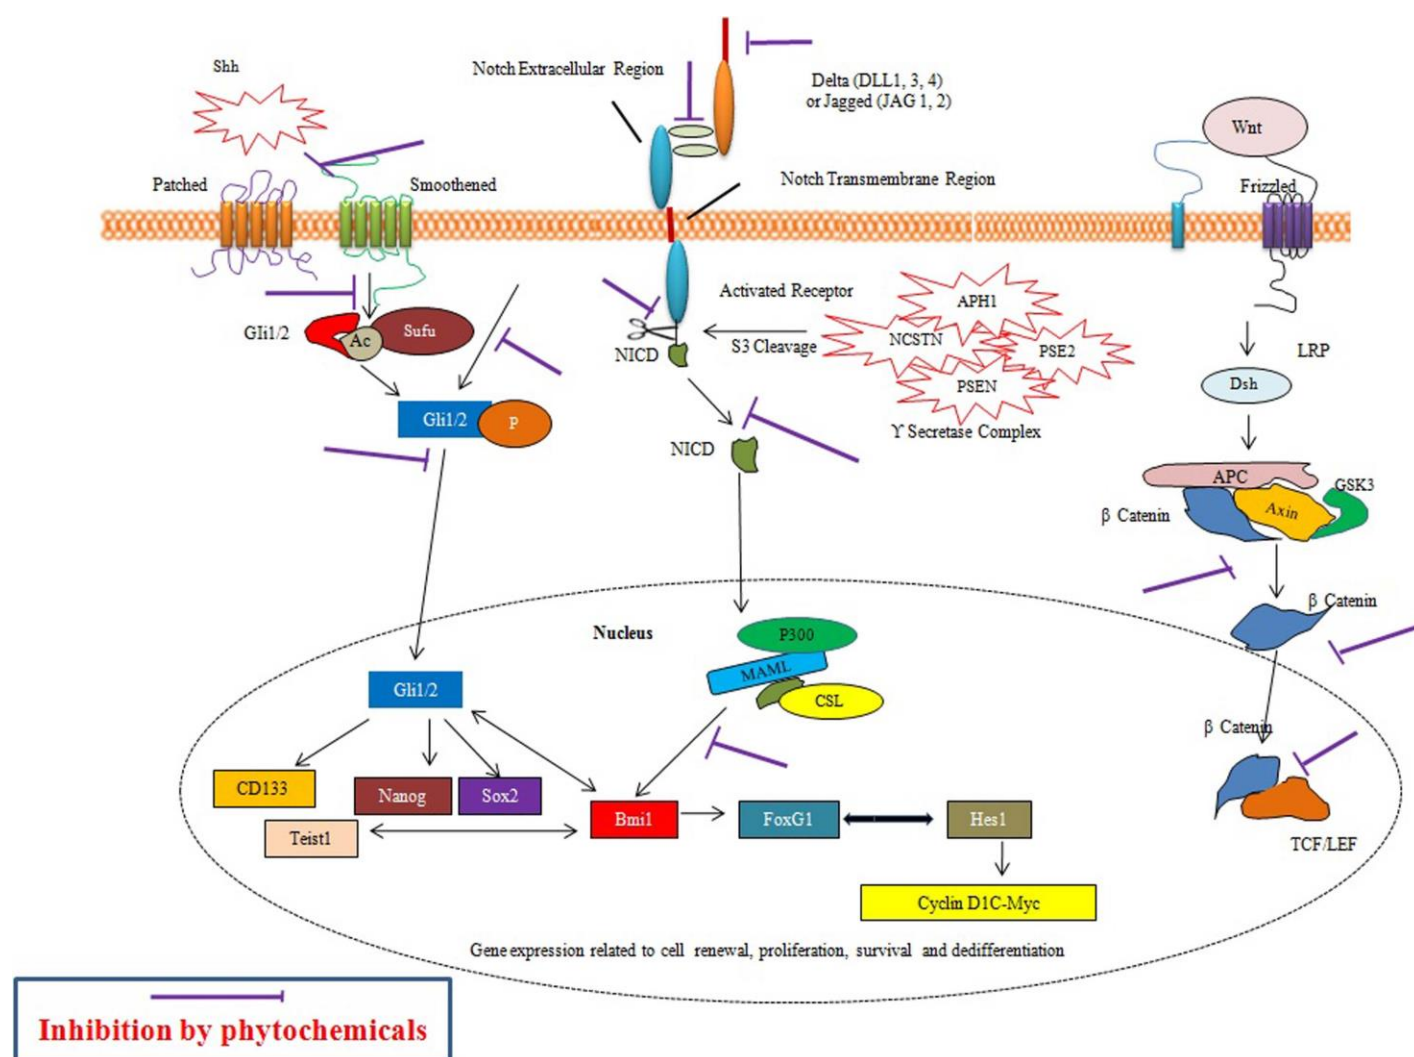 Shh
Notch Extracellular Region
Delta (DLL1, 3, 4)
or Jagged (JAG 1, 2)
Wnt
Patched
Smoothened
Notch Transmembrane Region
Frizzled
Activated Receptor
APH1
Gli1/2
Ac
Sufu
NICD
S3 Cleavage
NCSTN
PSE2
PSEN
LRP
Dsh
Gli1/2
P
NICD
ϒ Secretase Complex
APC
GSK3
β Catenin
Axin
β Catenin
Nucleus
P300
MAML
CSL
Gli1/2
β Catenin
CD133
Nanog
Sox2
Bmi1
FoxG1
Hes1
Teist1
TCF/LEF
Cyclin D1C-Myc
Gene expression related to cell renewal, proliferation, survival and dedifferentiation
Inhibition by phytochemicals